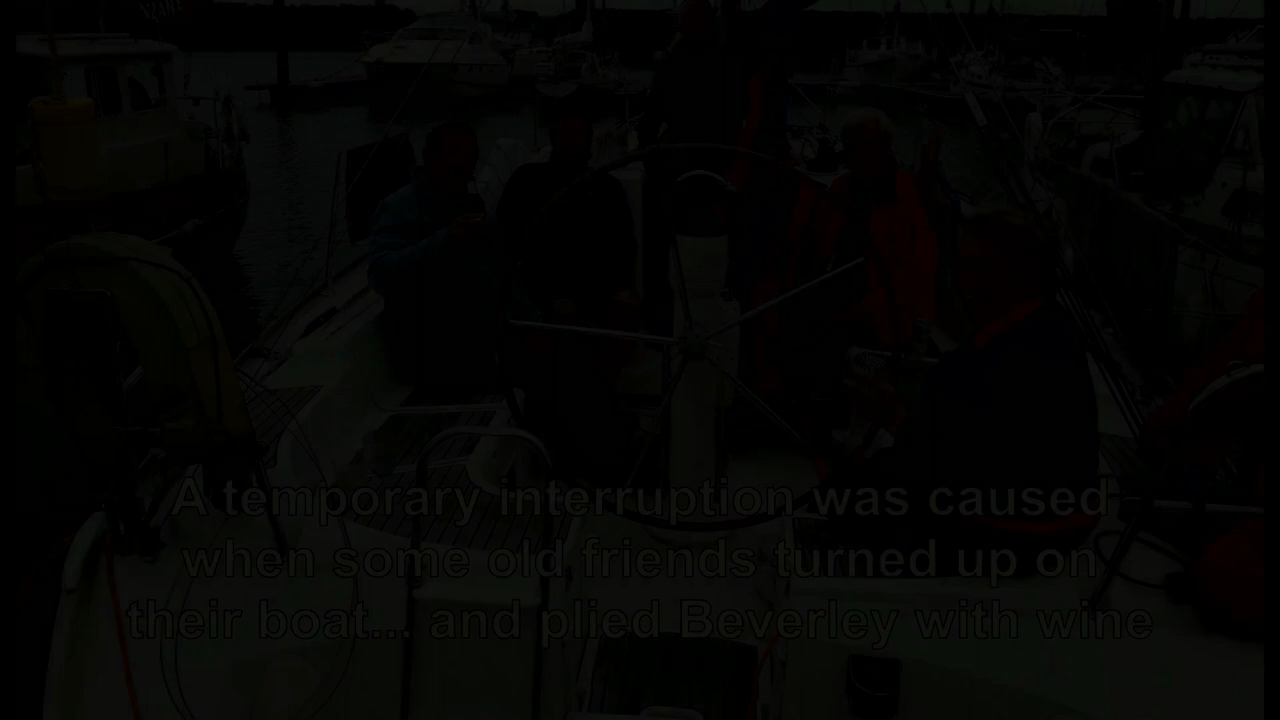 A temporary interruption was caused
when some old friends turned up on
their boat... and plied Beverley with wine